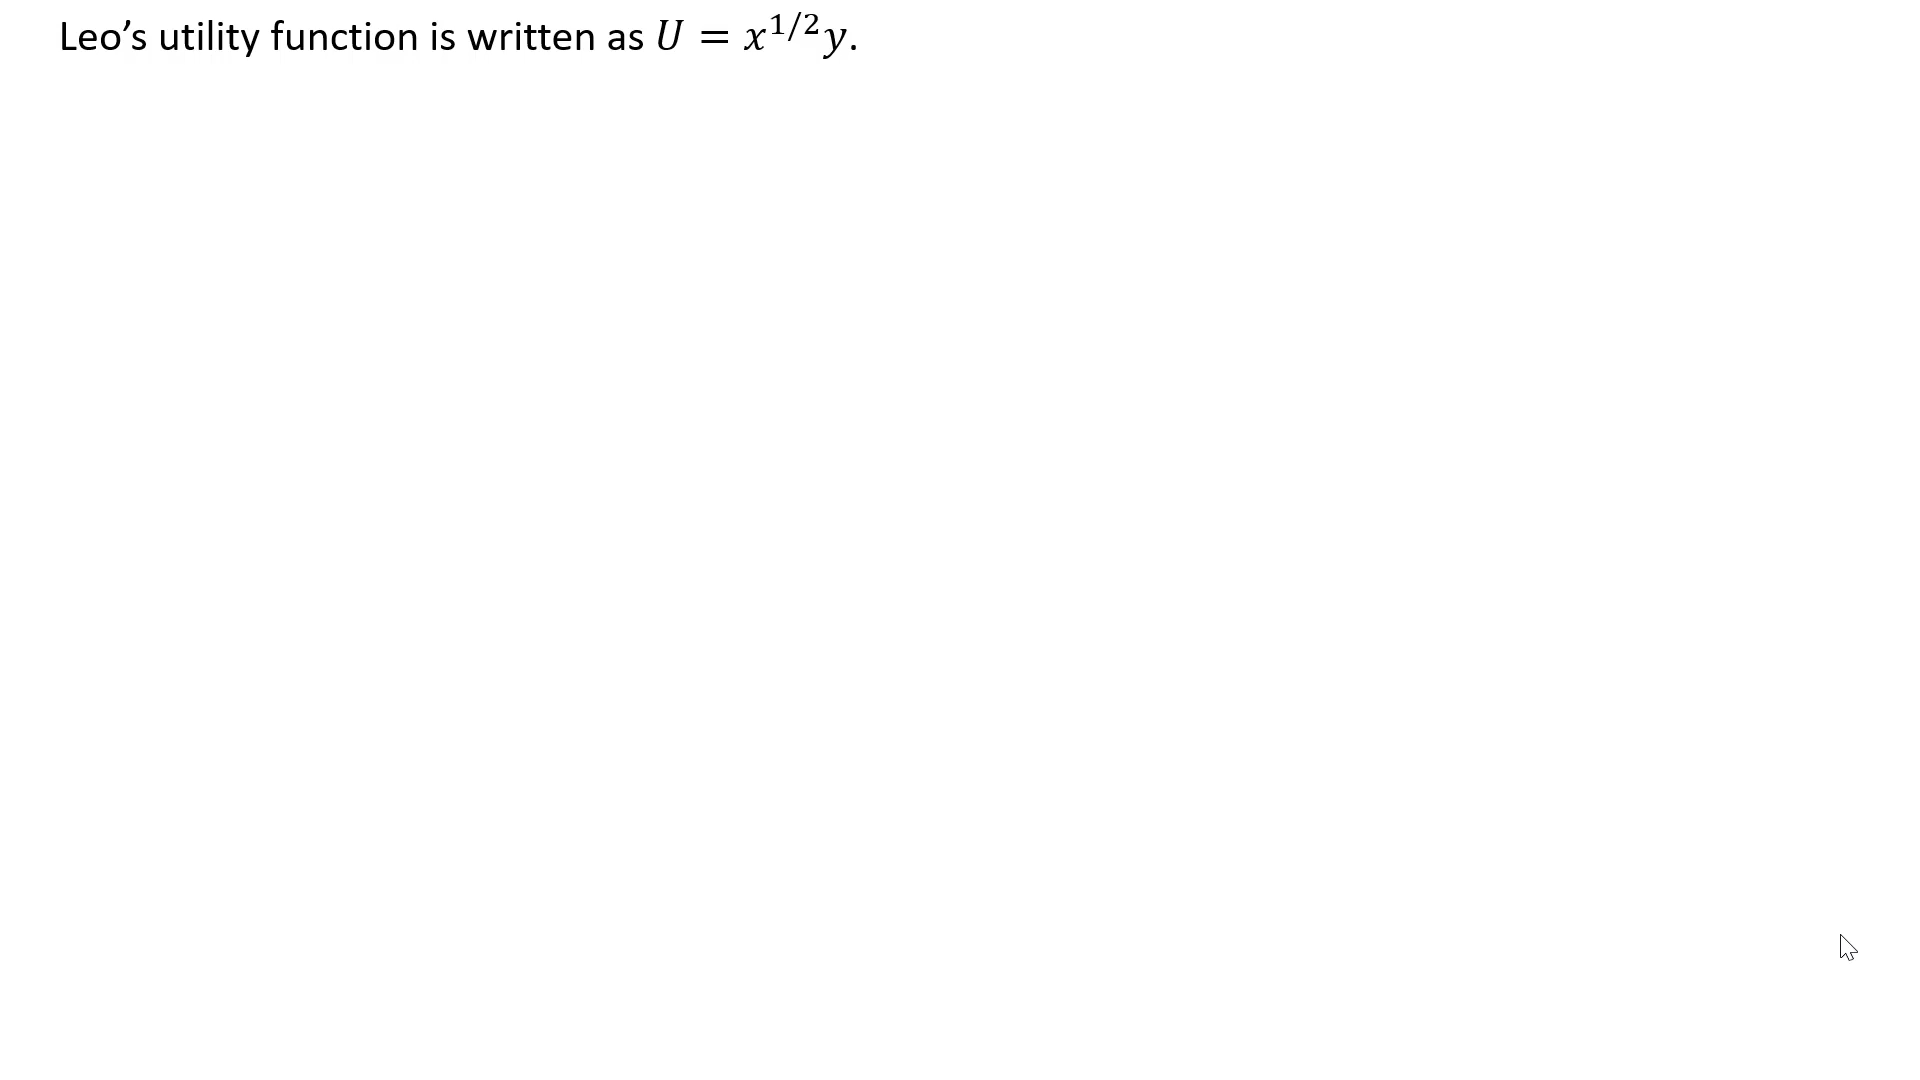 Leo’s utility function is written as U = x^{1/2}y.